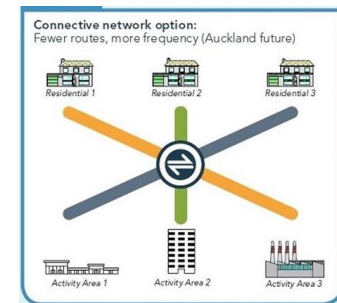 Connective network option:
Fewer routes, more frequency (Auckland future)
Residential 1
Residential 2
Residential 3
Activity Area 1
Activity Area 2
Activity Area 3